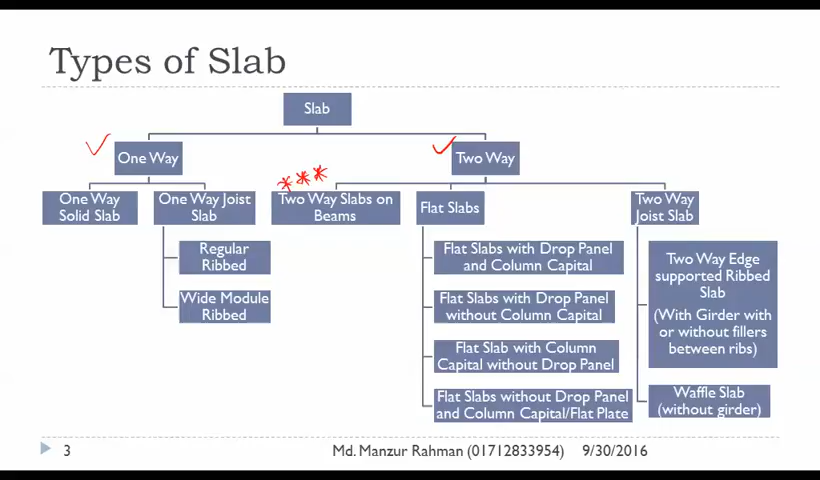 Types of Slab
Slab
One Way
Two Way
One Way
Solid Slab
One Way Joist
Slab
Two Way Slabs on
Beams
Flat Slabs
Two Way
Joist Slab
Regular
Ribbed
Wide Module
Ribbed
Flat Slabs with Drop Panel
and Column Capital
Flat Slabs with Drop Panel
without Column Capital
Flat Slab with Column
Capital without Drop Panel
Flat Slabs without Drop Panel
and Column Capital/Flat Plate
Two Way Edge
supported Ribbed
Slab
(With Girder with
or without fillers
between ribs)
Waffle Slab
(without girder)
3
Md. Manzur Rahman (01712833954)
9/30/2016